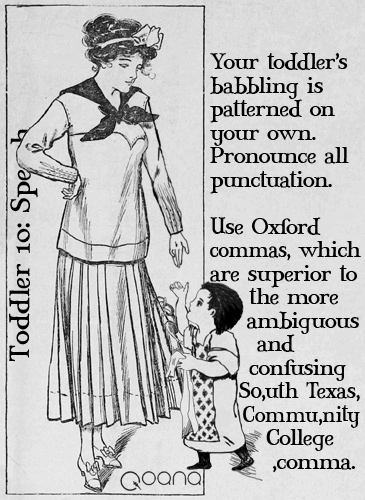 Toddler 10: Speech
Your toddler's
babbling is
patterned on
your own.
Pronounce all
punctuation.
Use Oxford
commas, which
are superior to
the more
ambiguous
and
confusing
So,uth Texas,
Commu,nity
College
,comma.
Qoana